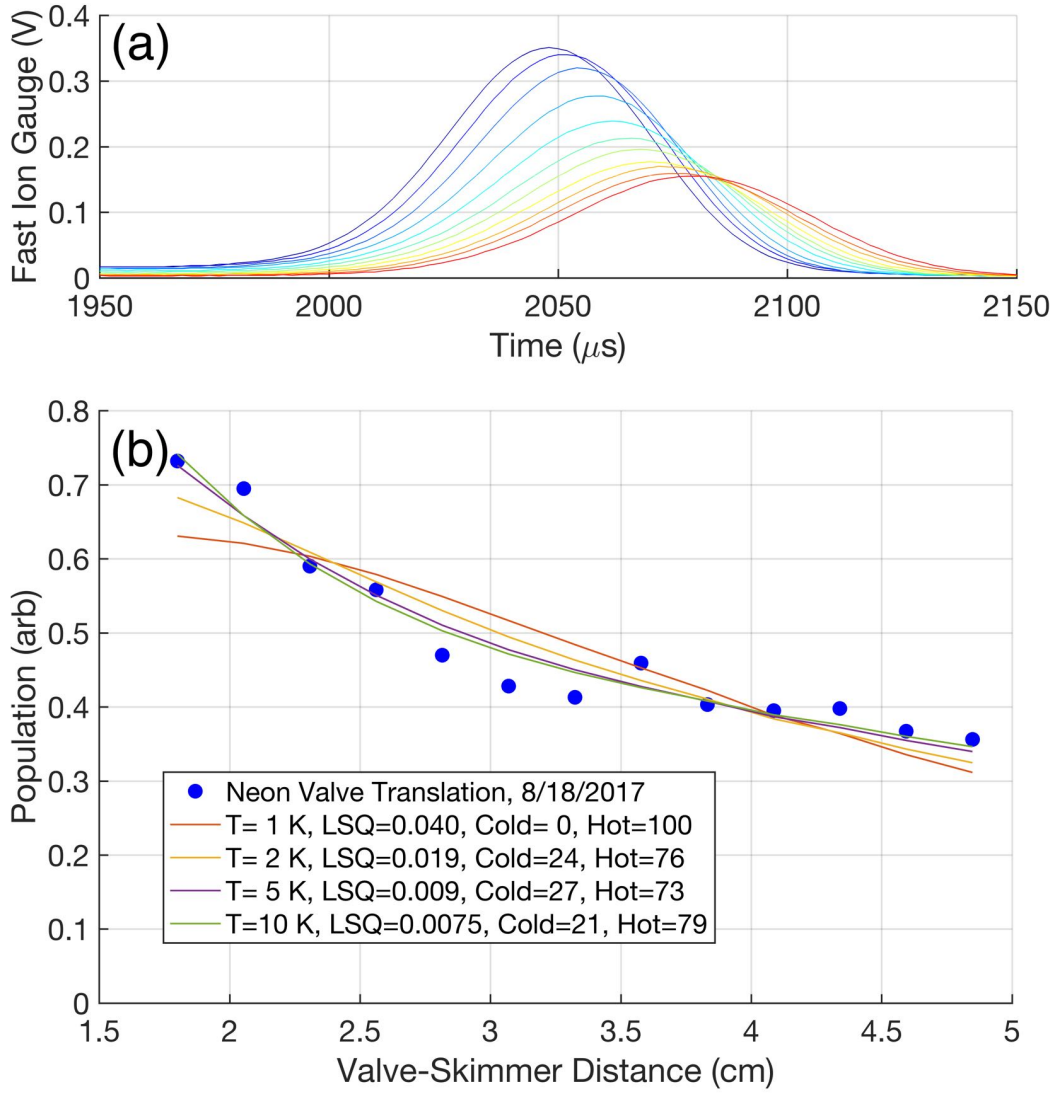 (a)
Fast Ion Gauge (V)
0.4
0.3
0.2
0.1
0
1950 2000 2050 2100 2150
Time (μs)
(b)
Population (arb)
0.8
0.7
0.6
0.5
0.4
0.3
0.2
0.1
0
Neon Valve Translation, 8/18/2017
T= 1 K, LSQ=0.040, Cold= 0, Hot=100
T= 2 K, LSQ=0.019, Cold=24, Hot=76
T= 5 K, LSQ=0.009, Cold=27, Hot=73
T=10 K, LSQ=0.0075, Cold=21, Hot=79
1.5 2 2.5 3 3.5 4 4.5 5
Valve-Skimmer Distance (cm)